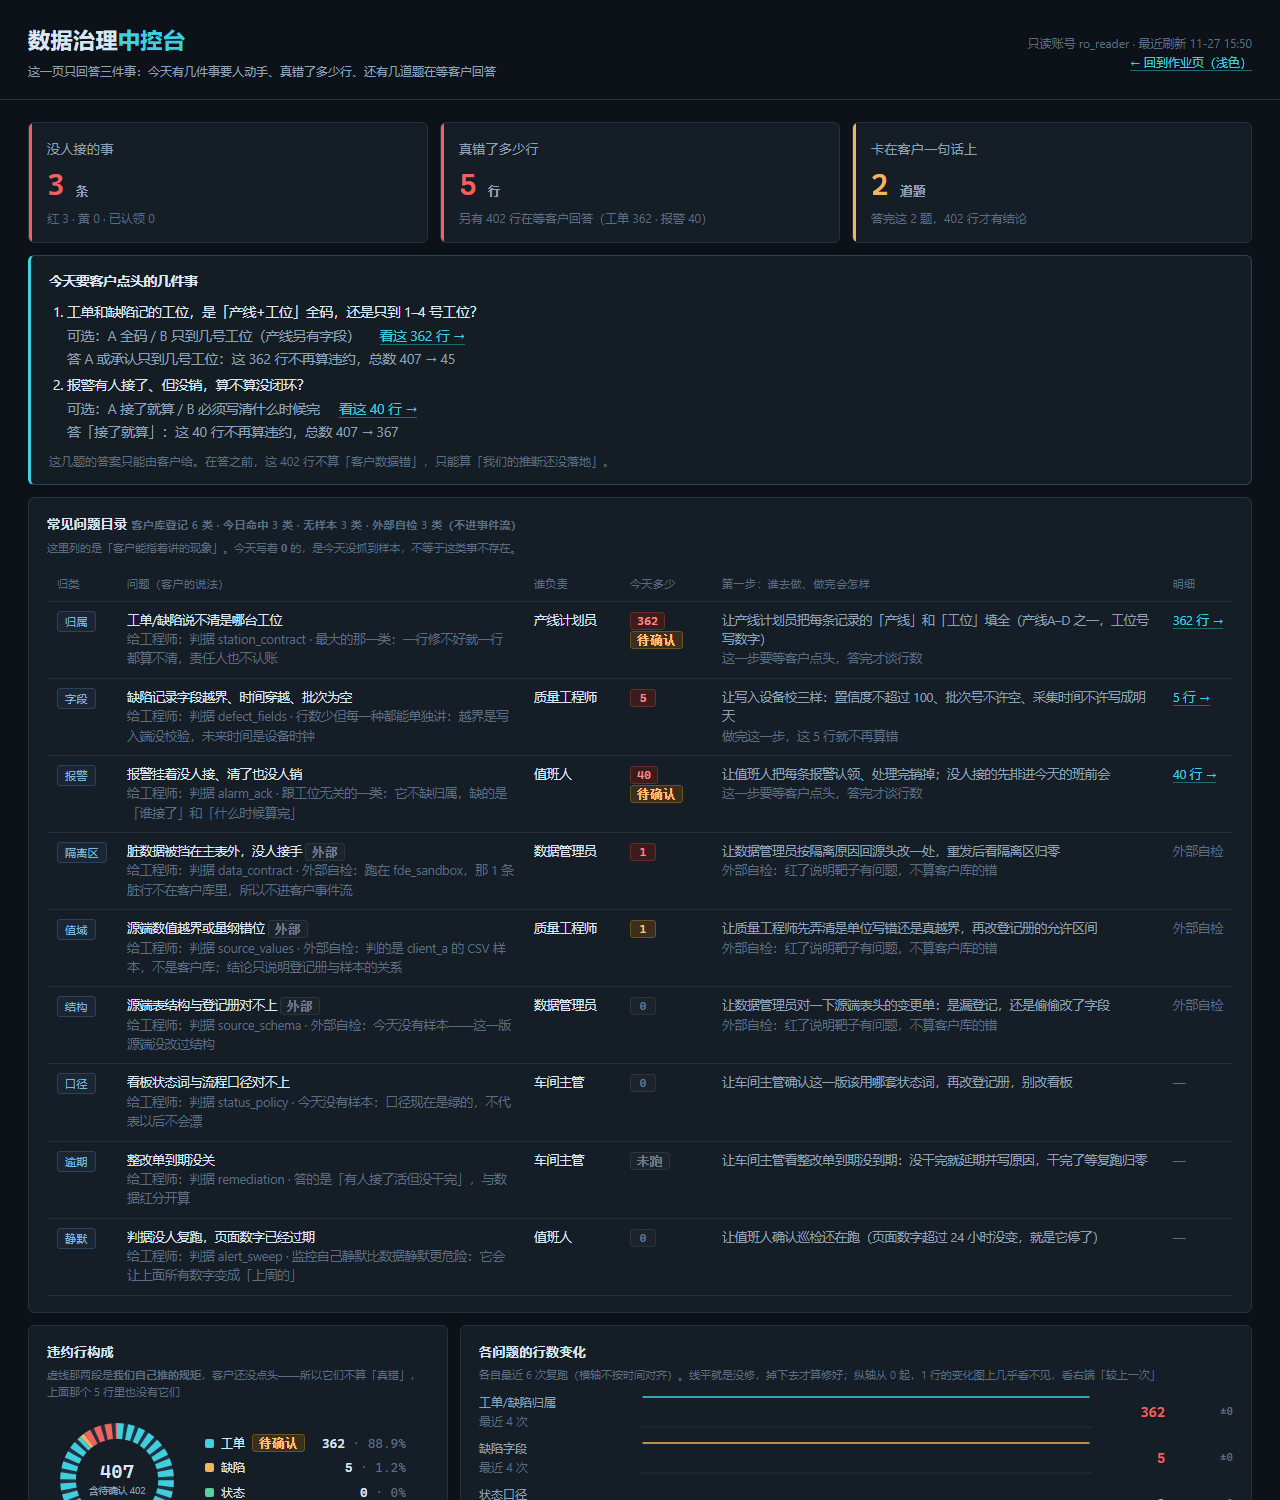 数据治理中控台
这一页只回答三件事：今天有几件事要人动手、真错了多少行、还有几道题在等客户回答
只读账号 ro_reader · 最近刷新 11-27 15:50
← 回到作业页（浅色）
没人接的事
3 条
红 3 · 黄 0 · 已认领 0
真错了多少行
5 行
另有 402 行在等客户回答（工单 362 · 报警 40）
卡在客户一句话上
2 道题
答完这 2 题，402 行才有结论
今天要客户点头的几件事
1. 工单和缺陷记的工位，是「产线+工位」全码，还是只到 1–4 号工位？
可选：A 全码 / B 只到几号工位（产线另有字段） 看这 362 行 →
答 A 或承认只到几号工位：这 362 行不再算违约，总数 407 → 45
2. 报警有人接了、但没销，算不算没闭环？
可选：A 接了就算 / B 必须写清什么时候完 看这 40 行 →
答「接了就算」：这 40 行不再算违约，总数 407 → 367
这几题的答案只能由客户给。在答之前，这 402 行不算「客户数据错」，只能算「我们的推断还没落地」。
常见问题目录 客户库登记 6 类 · 今日命中 3 类 · 无样本 3 类 · 外部自检 3 类（不进事件流）
这里列的是「客户能指着讲的现象」。今天写着 0 的，是今天没抓到样本，不等于这类事不存在。
归类 问题（客户的说法） 谁负责 今天多少 第一步：谁去做、做完会怎样 明细
归属 工单/缺陷说不清是哪台工位 产线计划员 362 让产线计划员把每条记录的「产线」和「工位」填全（产线A–D 之一，工位号 362 行 →
给工程师：判据 station_contract · 最大的那一类：一行修不好就一行 待确认 写数字）
都算不清，责任人也不认账 这一步要等客户点头，答完才谈行数
字段 缺陷记录字段越界、时间穿越、批次为空 质量工程师 5 让写入设备校三样：置信度不超过 100、批次号不许空、采集时间不许写成明 5 行 →
给工程师：判据 defect_fields · 行数少但每一种都能单独讲：越界是写 天
入端没校验，未来时间是设备时钟 做完这一步，这 5 行就不再算错
报警 报警挂着没人接、清了也没人销 值班人 40 让值班人把每条报警认领、处理完销掉；没人接的先排进今天的班前会 40 行 →
给工程师：判据 alarm_ack · 跟工位无关的一类：它不缺归属，缺的是 待确认 这一步要等客户点头，答完才谈行数
「谁接了」和「什么时候算完」
隔离区 脏数据被挡在主表外，没人接手 外部 数据管理员 1 让数据管理员按隔离原因回源头改一处，重发后看隔离区归零 外部自检
给工程师：判据 data_contract · 外部自检：跑在 fde_sandbox，那 1 条 外部自检：红了说明靶子有问题，不算客户库的错
脏行不在客户库里，所以不进客户事件流
值域 源端数值越界或量纲错位 外部 质量工程师 1 让质量工程师先弄清是单位写错还是真越界，再改登记册的允许区间 外部自检
给工程师：判据 source_values · 外部自检：判的是 client_a 的 CSV 样 外部自检：红了说明靶子有问题，不算客户库的错
本，不是客户库；结论只说明登记册与样本的关系
结构 源端表结构与登记册对不上 外部 数据管理员 0 让数据管理员对一下源端表头的变更单：是漏登记，还是偷偷改了字段 外部自检
给工程师：判据 source_schema · 外部自检：今天没有样本——这一版 外部自检：红了说明靶子有问题，不算客户库的错
源端没改过结构
口径 看板状态词与流程口径对不上 车间主管 0 让车间主管确认这一版该用哪套状态词，再改登记册，别改看板 —
给工程师：判据 status_policy · 今天没有样本：口径现在是绿的，不代
表以后不会漂
逾期 整改单到期没关 车间主管 未跑 让车间主管看整改单到期没到期：没干完就延期并写原因，干完了等复跑归零 —
给工程师：判据 remediation · 答的是「有人接了活但没干完」，与数
据红分开算
静默 判据没人复跑，页面数字已经过期 值班人 0 让值班人确认巡检还在跑（页面数字超过 24 小时没变，就是它停了） —
给工程师：判据 alert_sweep · 监控自己静默比数据静默更危险：它会
让上面所有数字变成「上周的」
违约行构成
虚线那两段是我们自己推的规矩，客户还没点头——所以它们不算「真错」，
上面那个 5 行里也没有它们
407
含待确认 402
工单 待确认 362 · 88.9%
缺陷 5 · 1.2%
状态 0 · 0%
各问题的行数变化
各自最近 6 次复跑（横轴不按时间对齐）。线平就是没修，掉下去才算修好；纵轴从 0 起，1 行的变化图上几乎看不见，看右端「较上一次」
工单/缺陷归属 362 ±0
最近 4 次
缺陷字段 5 ±0
最近 4 次
状态口径